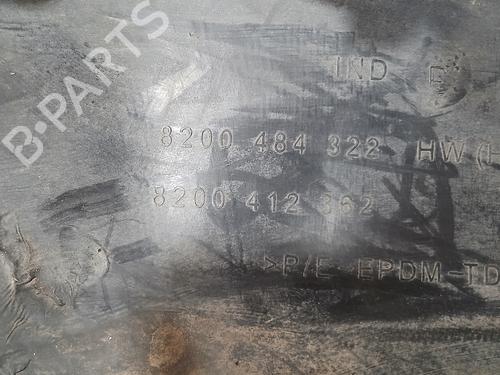 B-PARTS
IND E
8200 484 322 HW (H
8200 412 362
>P/E EPDM-TD